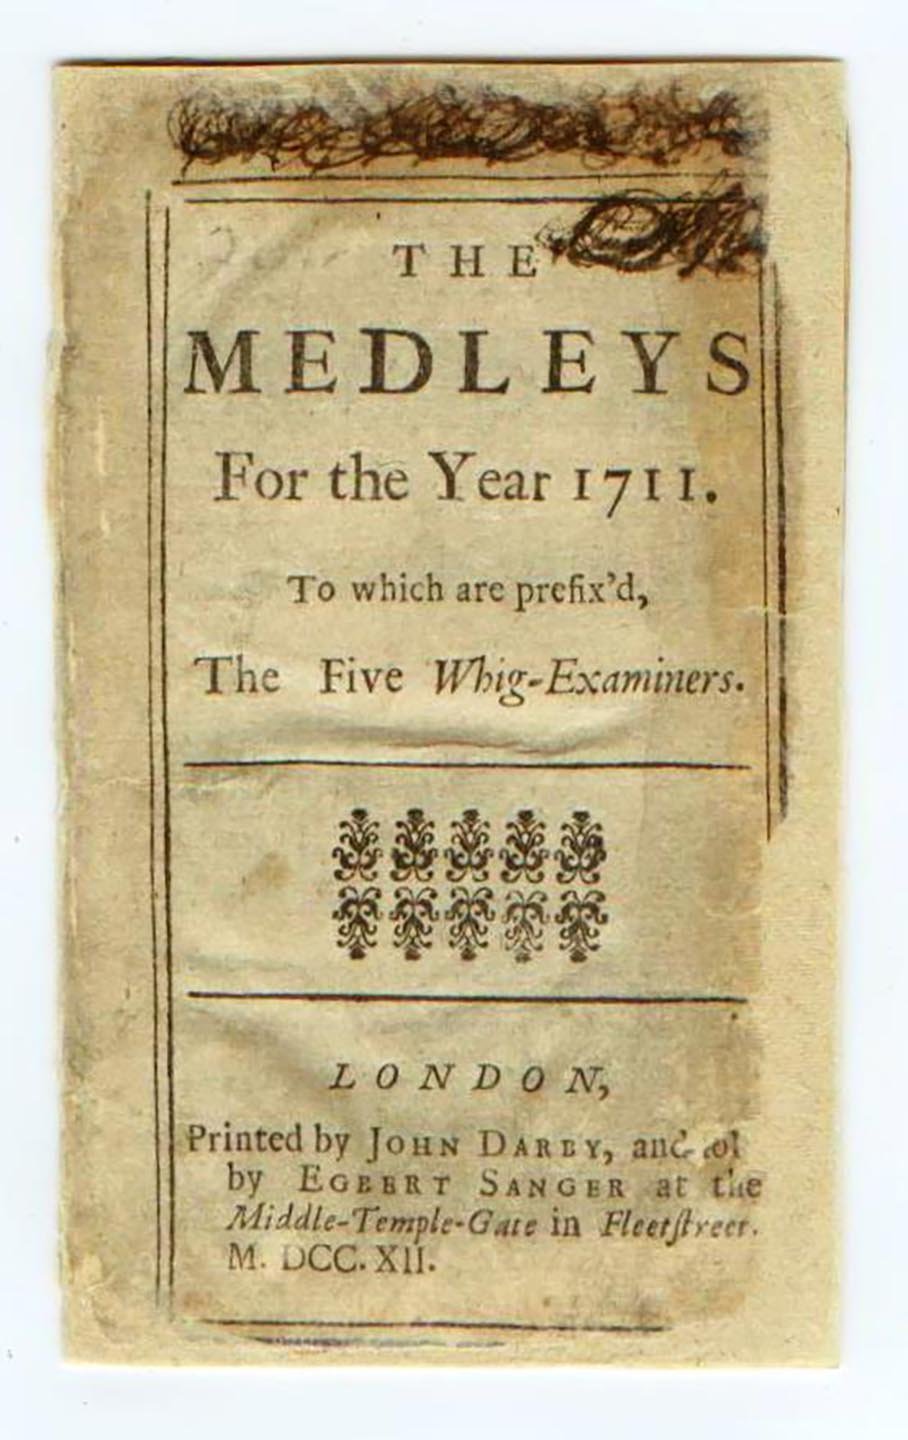 THE
MEDLEYS
For the Year 1711.
To which are prefix'd,
The Five Whig-Examiners.
LONDON,
Printed by JOHN DARBY, and
by EGBERT SANGER at the
Middle-Temple-Gate in Fleetſtreet.
M. DCC. XII.